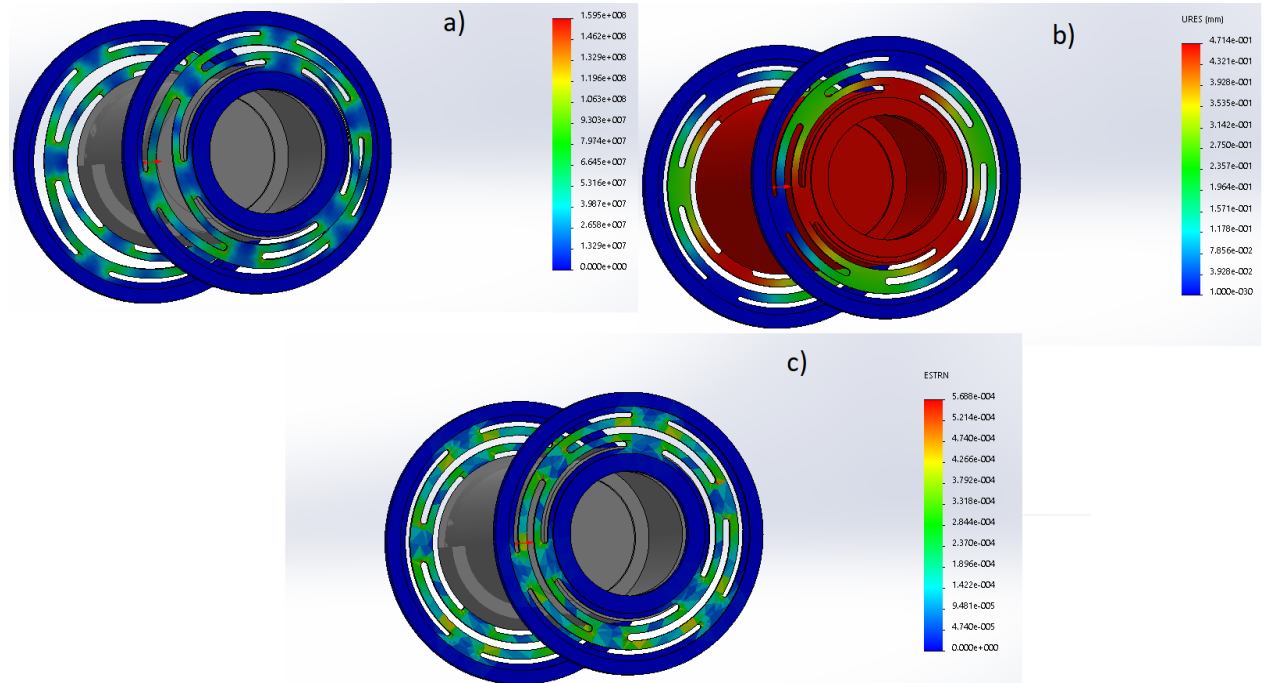 a)
1.595e+008
1.462e+008
1.329e+008
1.196e+008
1.063e+008
9.303e+007
7.974e+007
6.645e+007
5.316e+007
3.987e+007
2.658e+007
1.329e+007
0.000e+000
b)
URES (mm)
4.714e-001
4.321e-001
3.928e-001
3.535e-001
3.142e-001
2.750e-001
2.357e-001
1.964e-001
1.571e-001
1.178e-001
7.856e-002
3.928e-002
1.000e-030
c)
ESTRN
5.688e-004
5.214e-004
4.740e-004
4.266e-004
3.792e-004
3.318e-004
2.844e-004
2.370e-004
1.896e-004
1.422e-004
9.481e-005
4.740e-005
0.000e+000